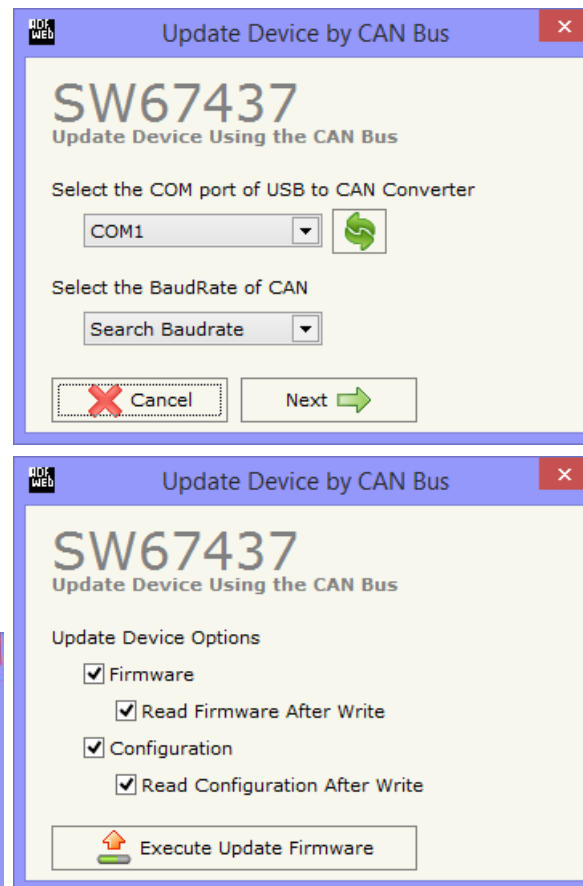 ADF
WEB
Update Device by CAN Bus
SW67437
Update Device Using the CAN Bus
Select the COM port of USB to CAN Converter
COM1
Select the BaudRate of CAN
Search Baudrate
Cancel Next
ADF
WEB
Update Device by CAN Bus
SW67437
Update Device Using the CAN Bus
Update Device Options
Firmware
Read Firmware After Write
Configuration
Read Configuration After Write
Execute Update Firmware